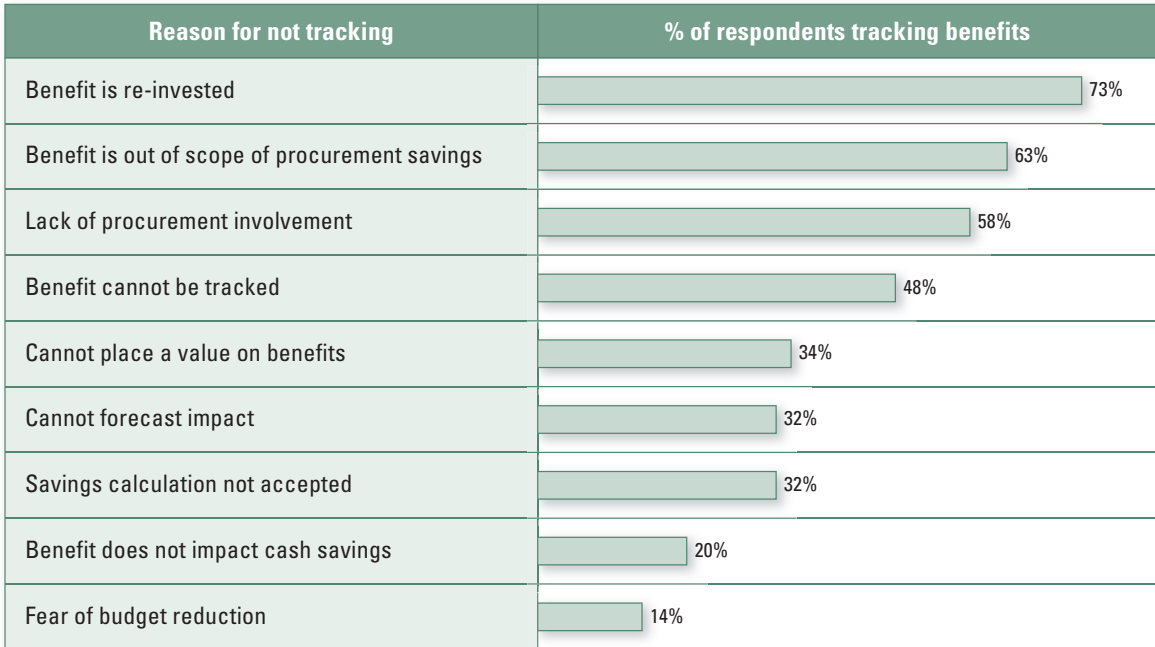 Reason for not tracking % of respondents tracking benefits
Benefit is re-invested 73%
Benefit is out of scope of procurement savings 63%
Lack of procurement involvement 58%
Benefit cannot be tracked 48%
Cannot place a value on benefits 34%
Cannot forecast impact 32%
Savings calculation not accepted 32%
Benefit does not impact cash savings 20%
Fear of budget reduction 14%